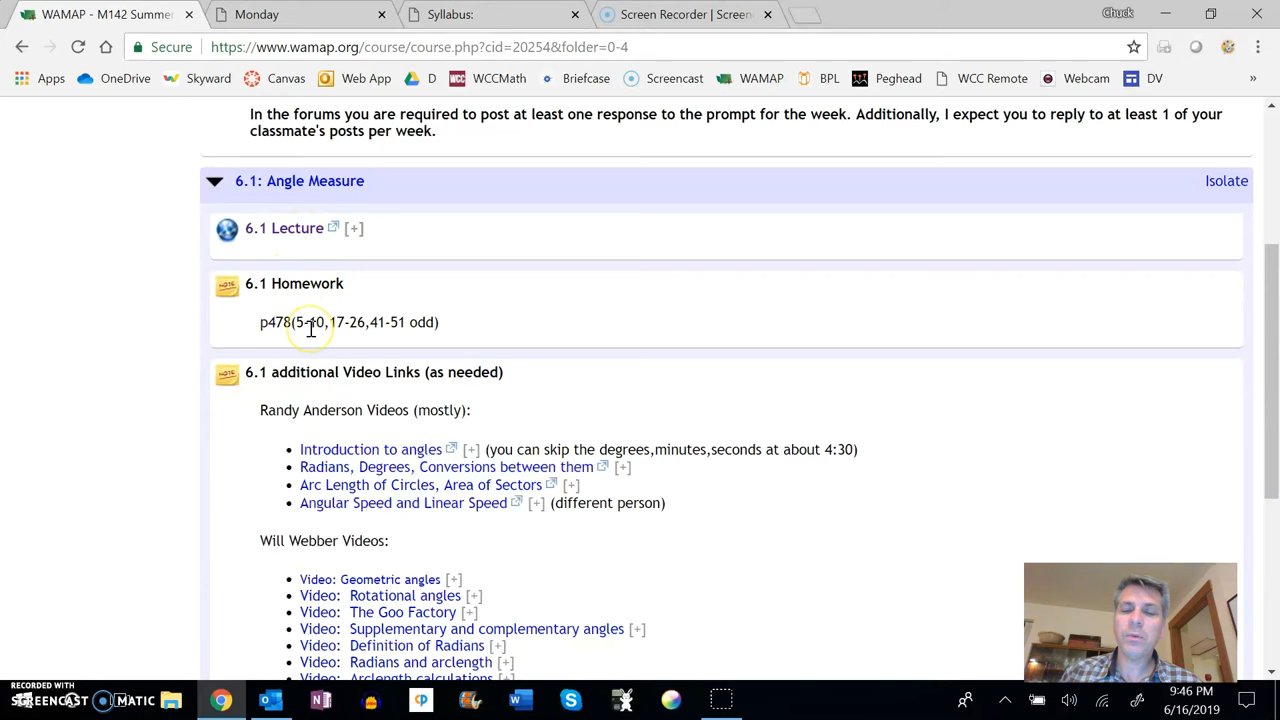 WAMAP - M142 Summer
Monday
Syllabus:
Screen Recorder | Screen
Chuck
Secure
https://www.wamap.org/course/course.php?cid=20254&folder=0-4
Apps
OneDrive
Skyward
Canvas
Web App
D
WCCMath
Briefcase
Screencast
WAMAP
BPL
Peghead
WCC Remote
Webcam
DV
»
In the forums you are required to post at least one response to the prompt for the week. Additionally, I expect you to reply to at least 1 of your
classmate's posts per week.
6.1: Angle Measure
Isolate
6.1 Lecture [+]
NOTE
6.1 Homework
p478(5-10,17-26,41-51 odd)
NOTE
6.1 additional Video Links (as needed)
Randy Anderson Videos (mostly):
• Introduction to angles [+] (you can skip the degrees,minutes,seconds at about 4:30)
• Radians, Degrees, Conversions between them [+]
• Arc Length of Circles, Area of Sectors [+]
• Angular Speed and Linear Speed [+] (different person)
Will Webber Videos:
• Video: Geometric angles [+]
• Video: Rotational angles [+]
• Video: The Goo Factory [+]
• Video: Supplementary and complementary angles [+]
• Video: Definition of Radians [+]
• Video: Radians and arclength [+]
• Video: Arclength calculations [+]
RECORDED WITH
SCREENCAST MATIC
9:46 PM
6/16/2019